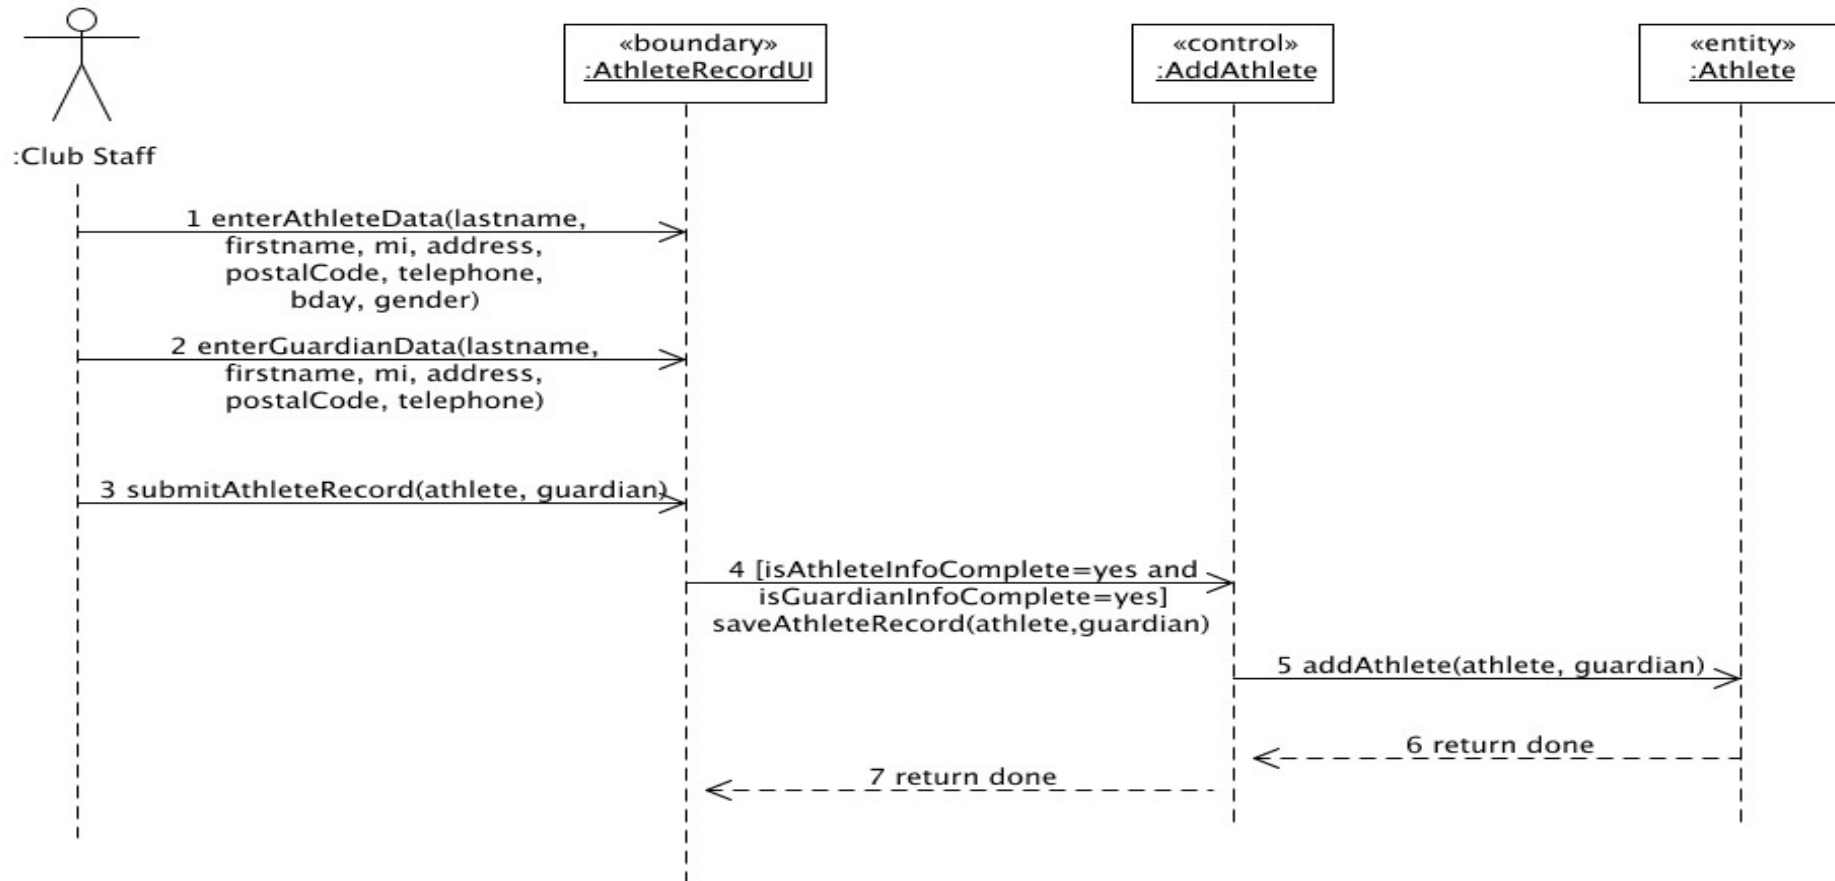 «boundary»
:AthleteRecordUI
«control»
:AddAthlete
«entity»
:Athlete
:Club Staff
1 enterAthleteData(lastname,
firstname, mi, address,
postalCode, telephone,
bday, gender)
2 enterGuardianData(lastname,
firstname, mi, address,
postalCode, telephone)
3 submitAthleteRecord(athlete, guardian)
4 [isAthleteInfoComplete=yes and
isGuardianInfoComplete=yes]
saveAthleteRecord(athlete,guardian)
5 addAthlete(athlete, guardian)
6 return done
7 return done